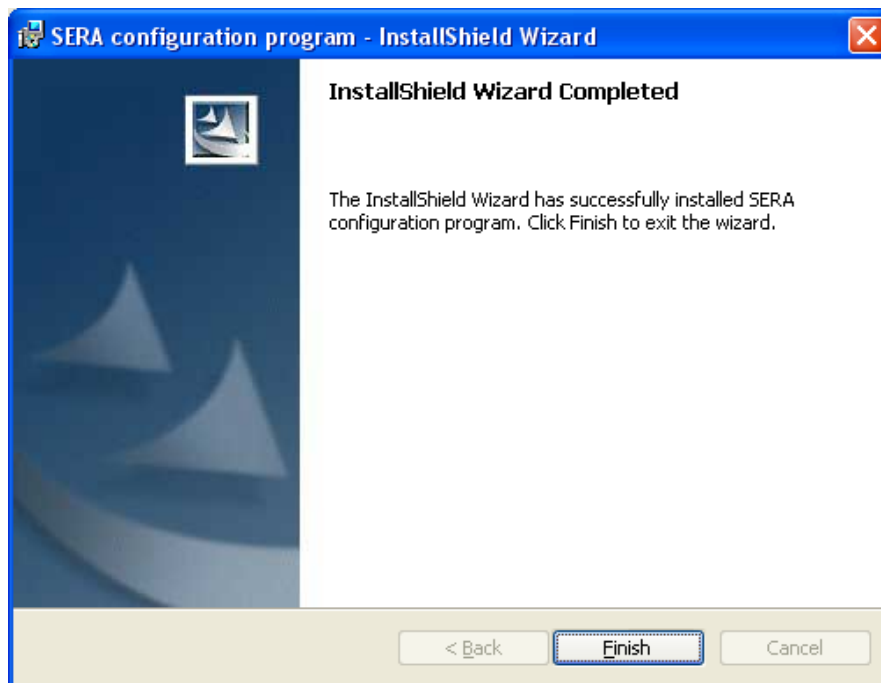 SERA configuration program - InstallShield Wizard
InstallShield Wizard Completed
The InstallShield Wizard has successfully installed SERA
configuration program. Click Finish to exit the wizard.
< Back Finish Cancel